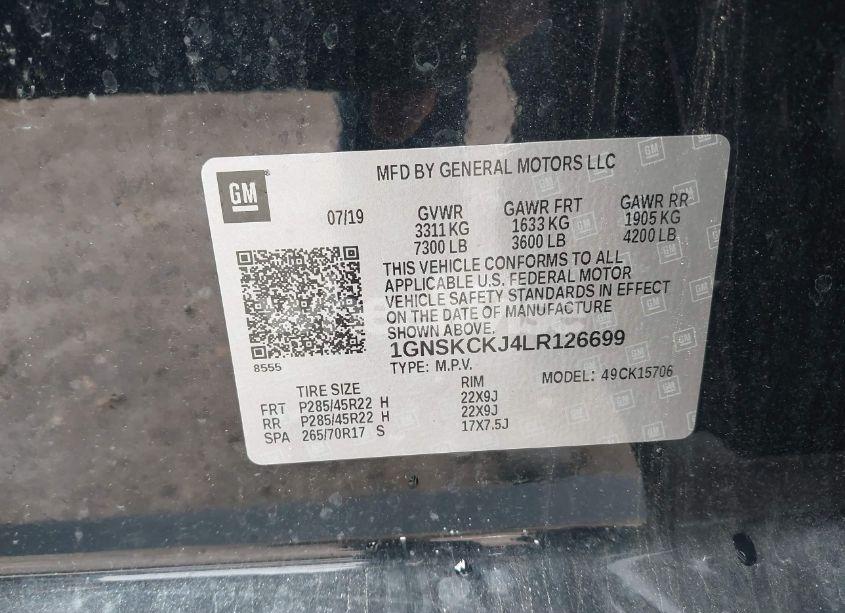 MFD BY GENERAL MOTORS LLC
GM
07/19 GVWR GAWR FRT GAWR RR
3311 KG 1633 KG 1905 KG
7300 LB 3600 LB 4200 LB
THIS VEHICLE CONFORMS TO ALL
APPLICABLE U.S. FEDERAL MOTOR
VEHICLE SAFETY STANDARDS IN EFFECT
ON THE DATE OF MANUFACTURE
SHOWN ABOVE.
8555
1GNSKCKJ4LR126699
TYPE: M.P.V. MODEL: 49CK15706
TIRE SIZE RIM
FRT P285/45R22 H 22X9J
RR P285/45R22 H 22X9J
SPA 265/70R17 S 17X7.5J